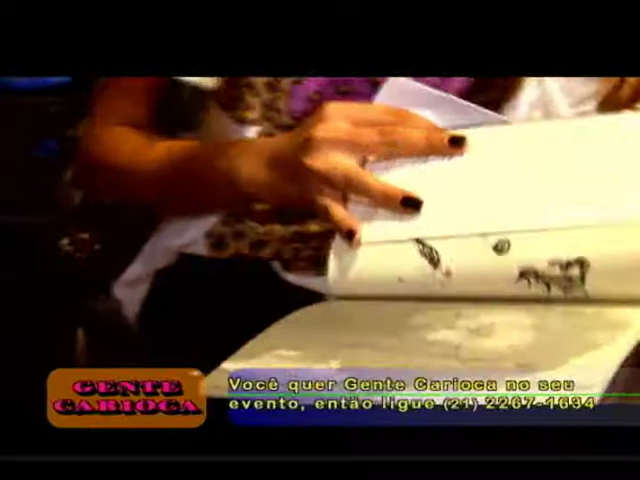 GENTE
CARIOCA
Você quer Gente Carioca no seu
evento, então ligue (21) 2267-1634